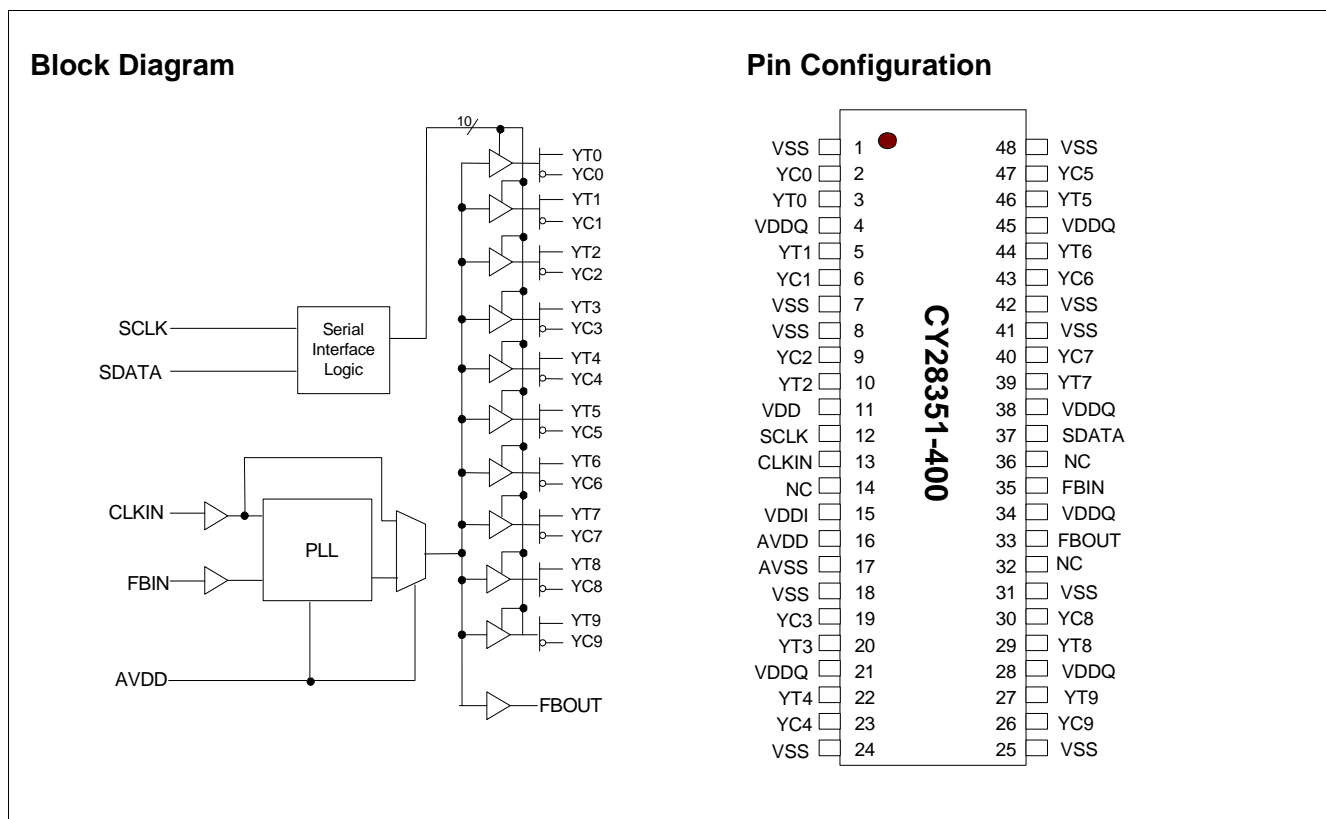 Block Diagram
10
YT0
YC0
YT1
YC1
YT2
YC2
YT3
YC3
SCLK
Serial
Interface
Logic
SDATA
YT4
YC4
YT5
YC5
YT6
YC6
CLKIN
PLL
FBIN
YT7
YC7
YT8
YC8
YT9
YC9
AVDD
FBOUT
Pin Configuration
CY28351-400
VSS 1 48 VSS
YC0 2 47 YC5
YT0 3 46 YT5
VDDQ 4 45 VDDQ
YT1 5 44 YT6
YC1 6 43 YC6
VSS 7 42 VSS
VSS 8 41 VSS
YC2 9 40 YC7
YT2 10 39 YT7
VDD 11 38 VDDQ
SCLK 12 37 SDATA
CLKIN 13 36 NC
NC 14 35 FBIN
VDDI 15 34 VDDQ
AVDD 16 33 FBOUT
AVSS 17 32 NC
VSS 18 31 VSS
YC3 19 30 YC8
YT3 20 29 YT8
VDDQ 21 28 VDDQ
YT4 22 27 YT9
YC4 23 26 YC9
VSS 24 25 VSS